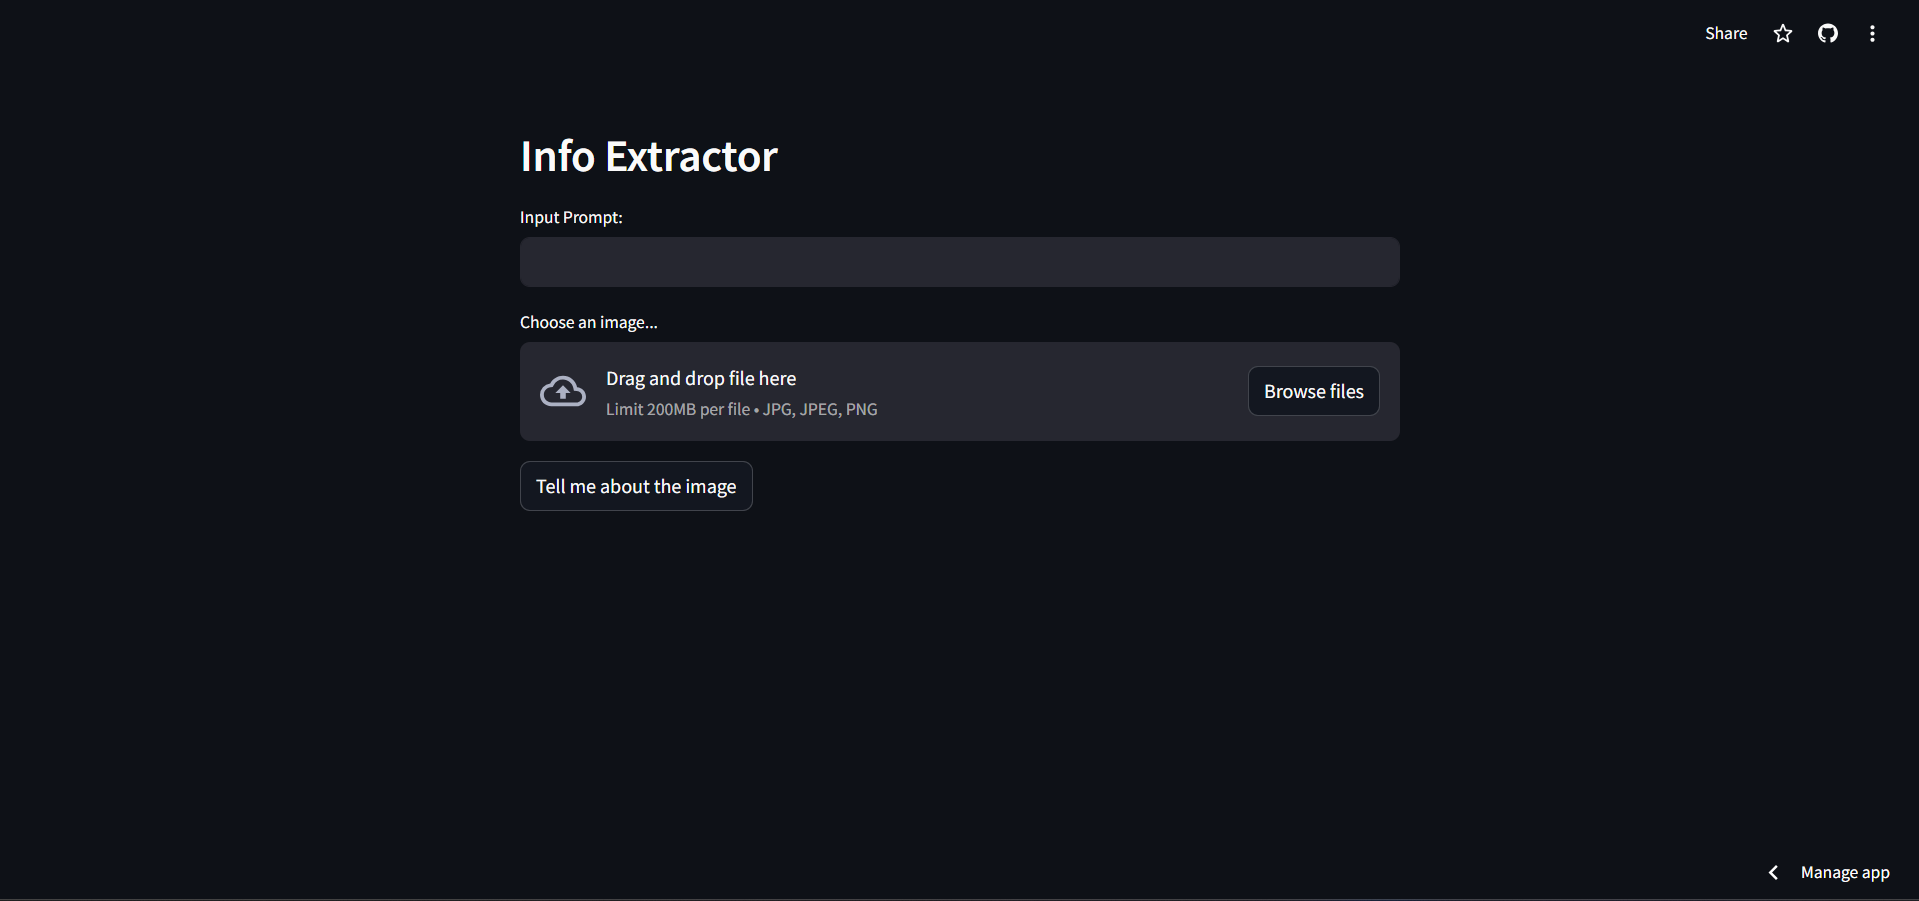 Share
Info Extractor
Input Prompt:
Choose an image...
Drag and drop file here
Limit 200MB per file • JPG, JPEG, PNG
Browse files
Tell me about the image
Manage app